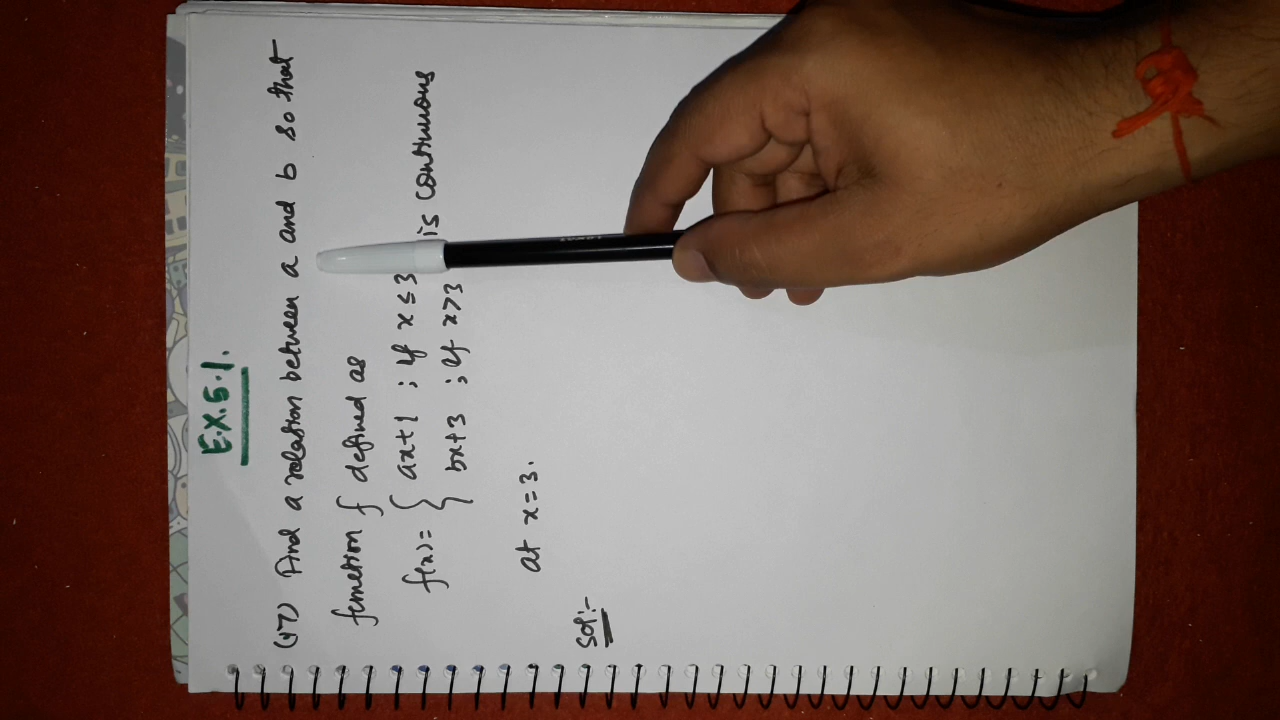 EX.5.1.
(17) Find a relation between a and b so that
function f defined as
f(x)= { ax+1 ; if x ≤ 3
bx+3 ; if x>3 is continuous
at x=3.
Sol:-